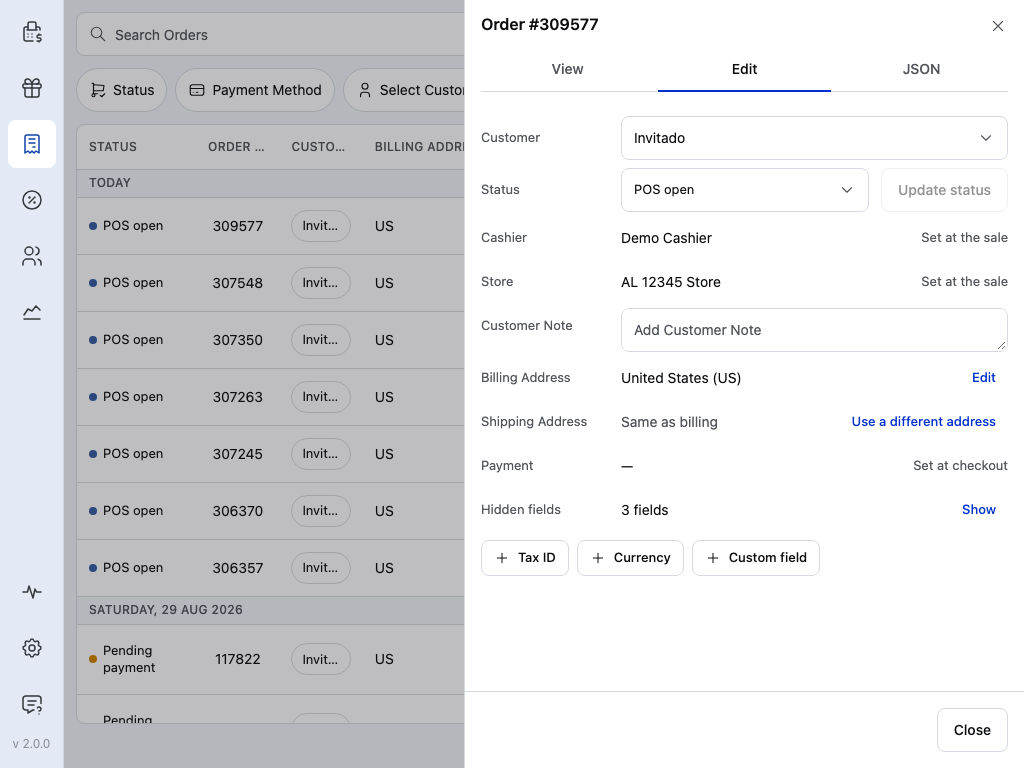 Search Orders
Status
Payment Method
Select Custo
STATUS ORDER ... CUSTO... BILLING ADDR
TODAY
POS open 309577 Invit... US
POS open 307548 Invit... US
POS open 307350 Invit... US
POS open 307263 Invit... US
POS open 307245 Invit... US
POS open 306370 Invit... US
POS open 306357 Invit... US
SATURDAY, 29 AUG 2026
Pending payment 117822 Invit... US
Pending
v 2.0.0
Order #309577
View Edit JSON
Customer Invitado
Status POS open Update status
Cashier Demo Cashier Set at the sale
Store AL 12345 Store Set at the sale
Customer Note Add Customer Note
Billing Address United States (US) Edit
Shipping Address Same as billing Use a different address
Payment — Set at checkout
Hidden fields 3 fields Show
Tax ID Currency Custom field
Close